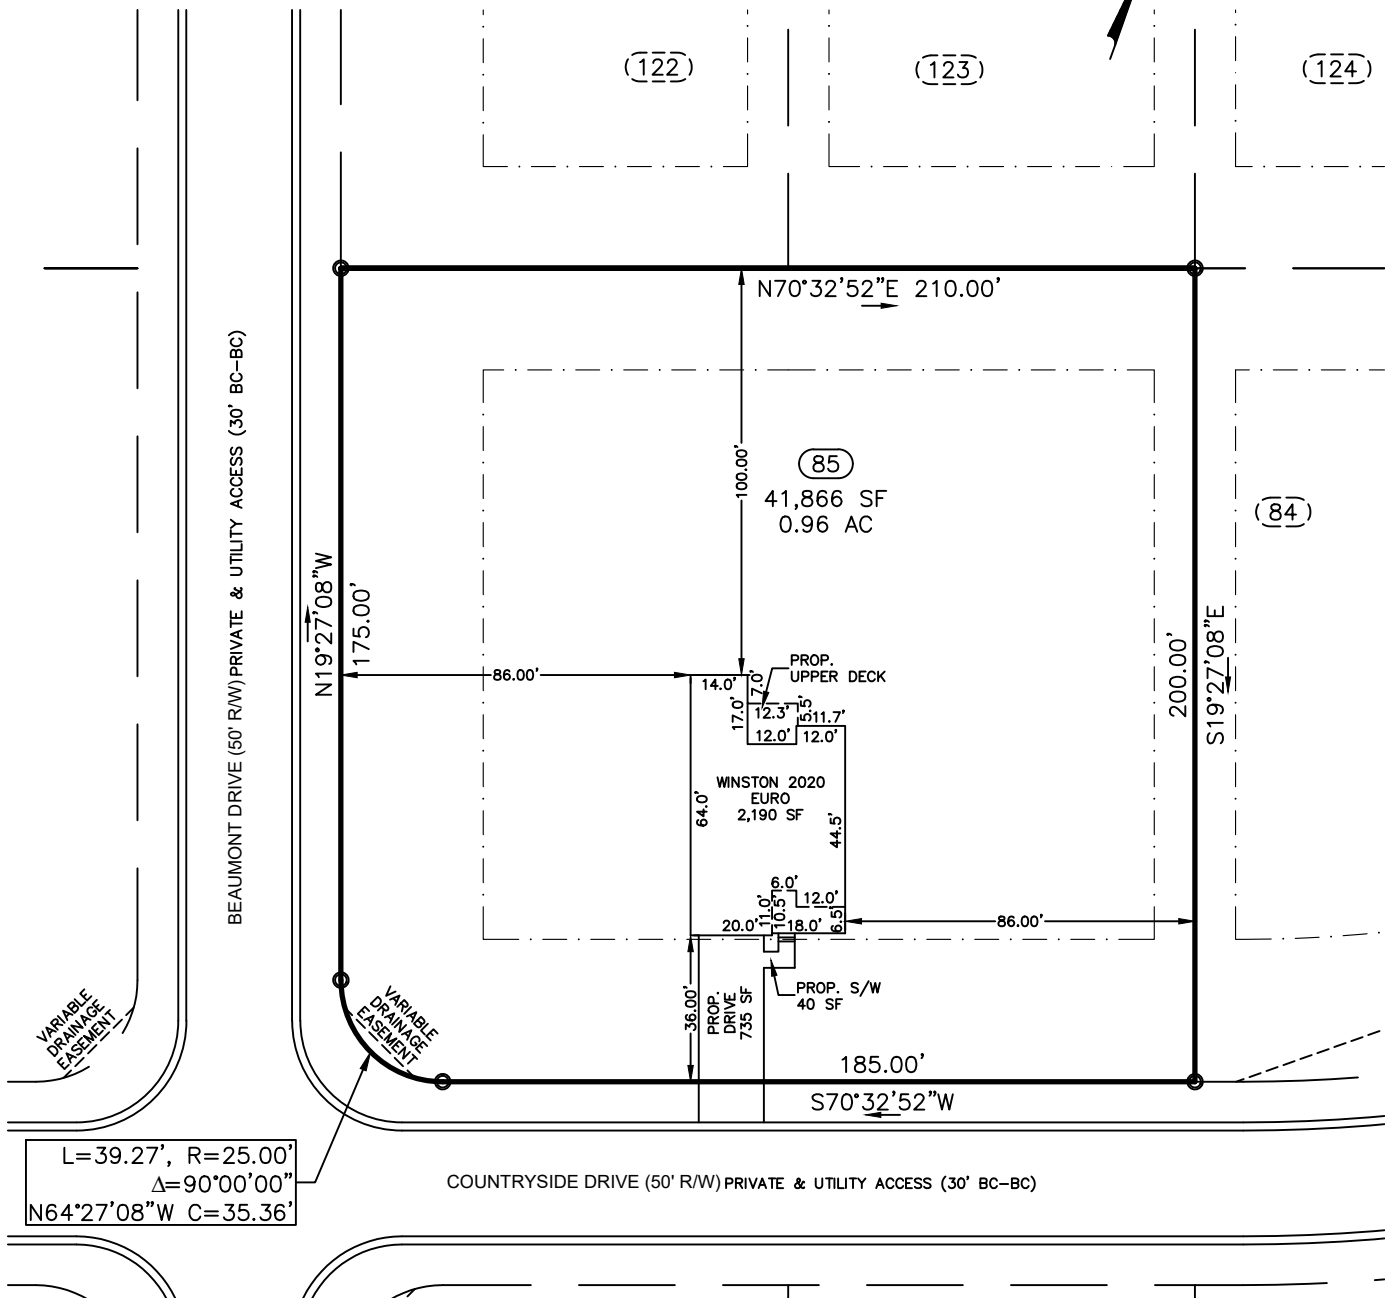 122
123
124
N70°32'52"E 210.00'
BEAUMONT DRIVE (50' R/W) PRIVATE & UTILITY ACCESS (30' BC-BC)
N19°27'08"W
175.00'
100.00'
85
41,866 SF
0.96 AC
84
200.00'
S19°27'08"E
86.00'
PROP.
UPPER DECK
14.0'
7.0'
17.0'
12.3'
5.5'
11.7'
12.0'
12.0'
WINSTON 2020
EURO
2,190 SF
64.0'
44.5'
6.0'
12.0'
11.0'
10.5'
20.0'
18.0'
6.5'
86.00'
36.00'
PROP.
DRIVE
735 SF
PROP. S/W
40 SF
VARIABLE
DRAINAGE
EASEMENT
VARIABLE
DRAINAGE
EASEMENT
185.00'
S70°32'52"W
L=39.27', R=25.00'
Δ=90°00'00"
N64°27'08"W C=35.36'
COUNTRYSIDE DRIVE (50' R/W) PRIVATE & UTILITY ACCESS (30' BC-BC)